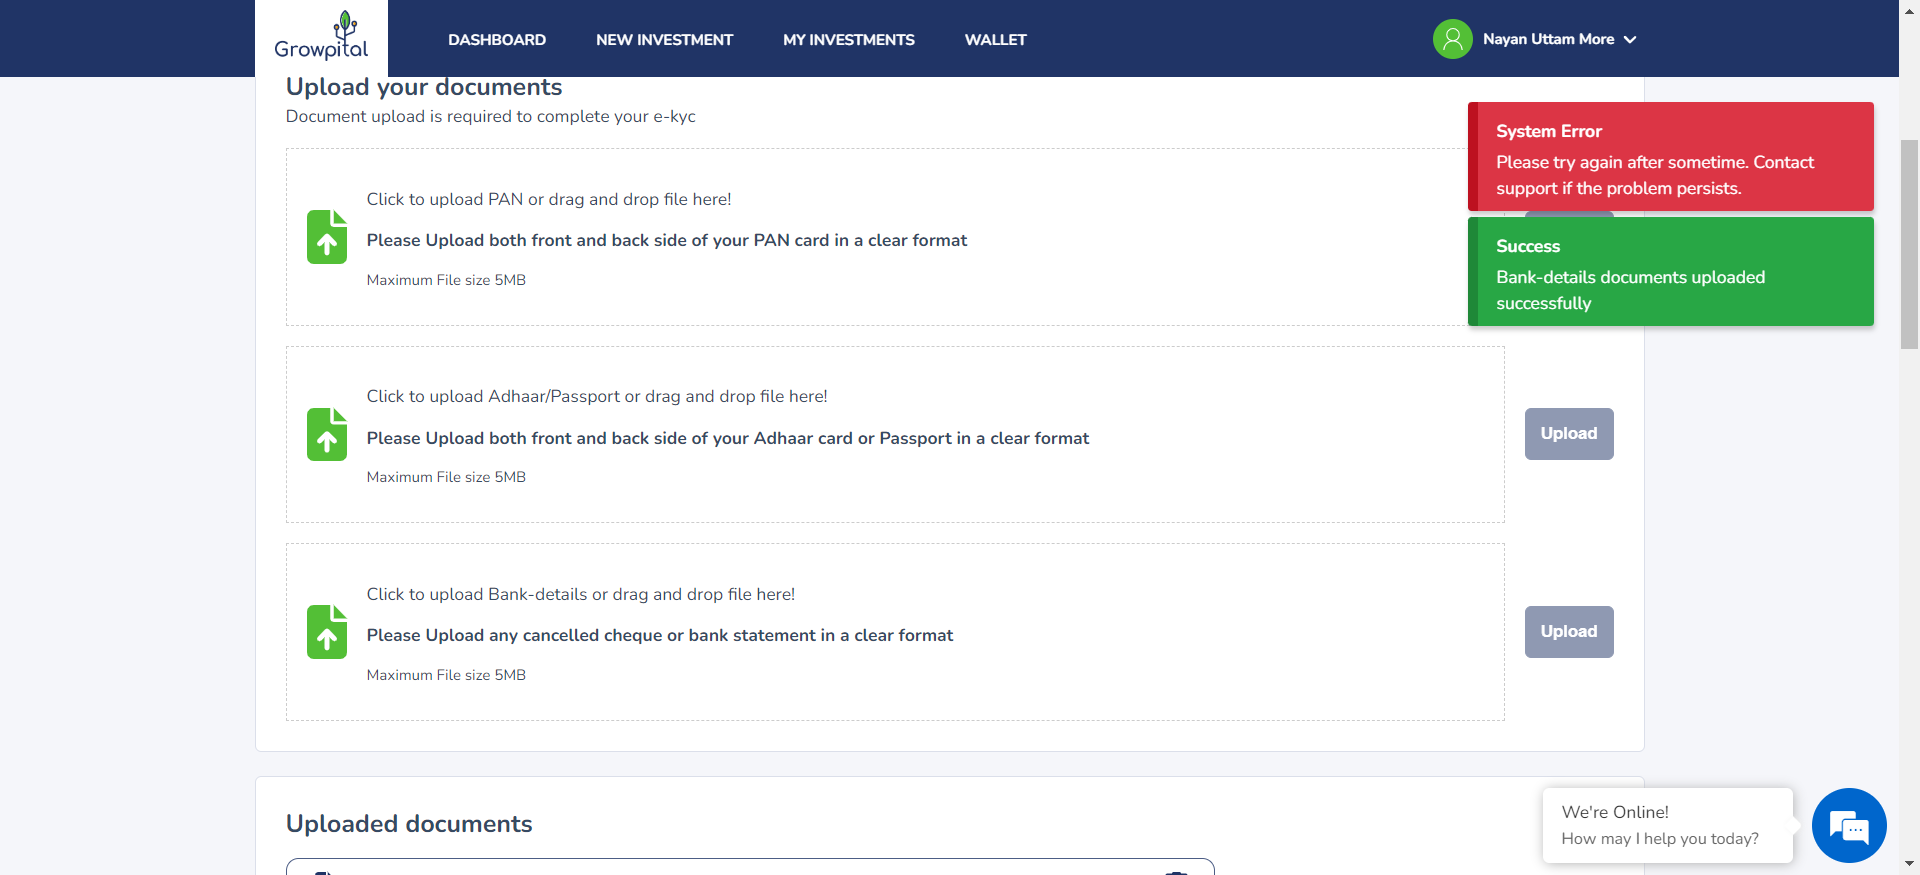 Growpital
DASHBOARD
NEW INVESTMENT
MY INVESTMENTS
WALLET
Nayan Uttam More
Upload your documents
Document upload is required to complete your e-kyc
System Error
Please try again after sometime. Contact
support if the problem persists.
Success
Bank-details documents uploaded
successfully
Click to upload PAN or drag and drop file here!
Please Upload both front and back side of your PAN card in a clear format
Maximum File size 5MB
Click to upload Adhaar/Passport or drag and drop file here!
Please Upload both front and back side of your Adhaar card or Passport in a clear format
Maximum File size 5MB
Upload
Click to upload Bank-details or drag and drop file here!
Please Upload any cancelled cheque or bank statement in a clear format
Maximum File size 5MB
Upload
Uploaded documents
We're Online!
How may I help you today?